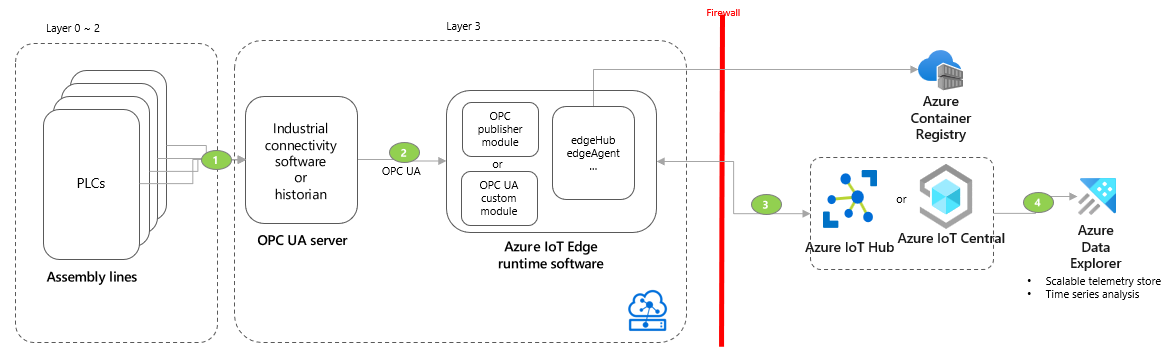 Layer 0 ~ 2
Layer 3
Firewall
PLCs
Assembly lines
1
Industrial
connectivity
software
or
historian
OPC UA server
2
OPC UA
OPC
publisher
module
or
OPC UA
custom
module
edgeHub
edgeAgent
...
Azure IoT Edge
runtime software
Azure
Container
Registry
3
Azure IoT Hub
or
Azure IoT Central
4
Azure
Data
Explorer
• Scalable telemetry store
• Time series analysis